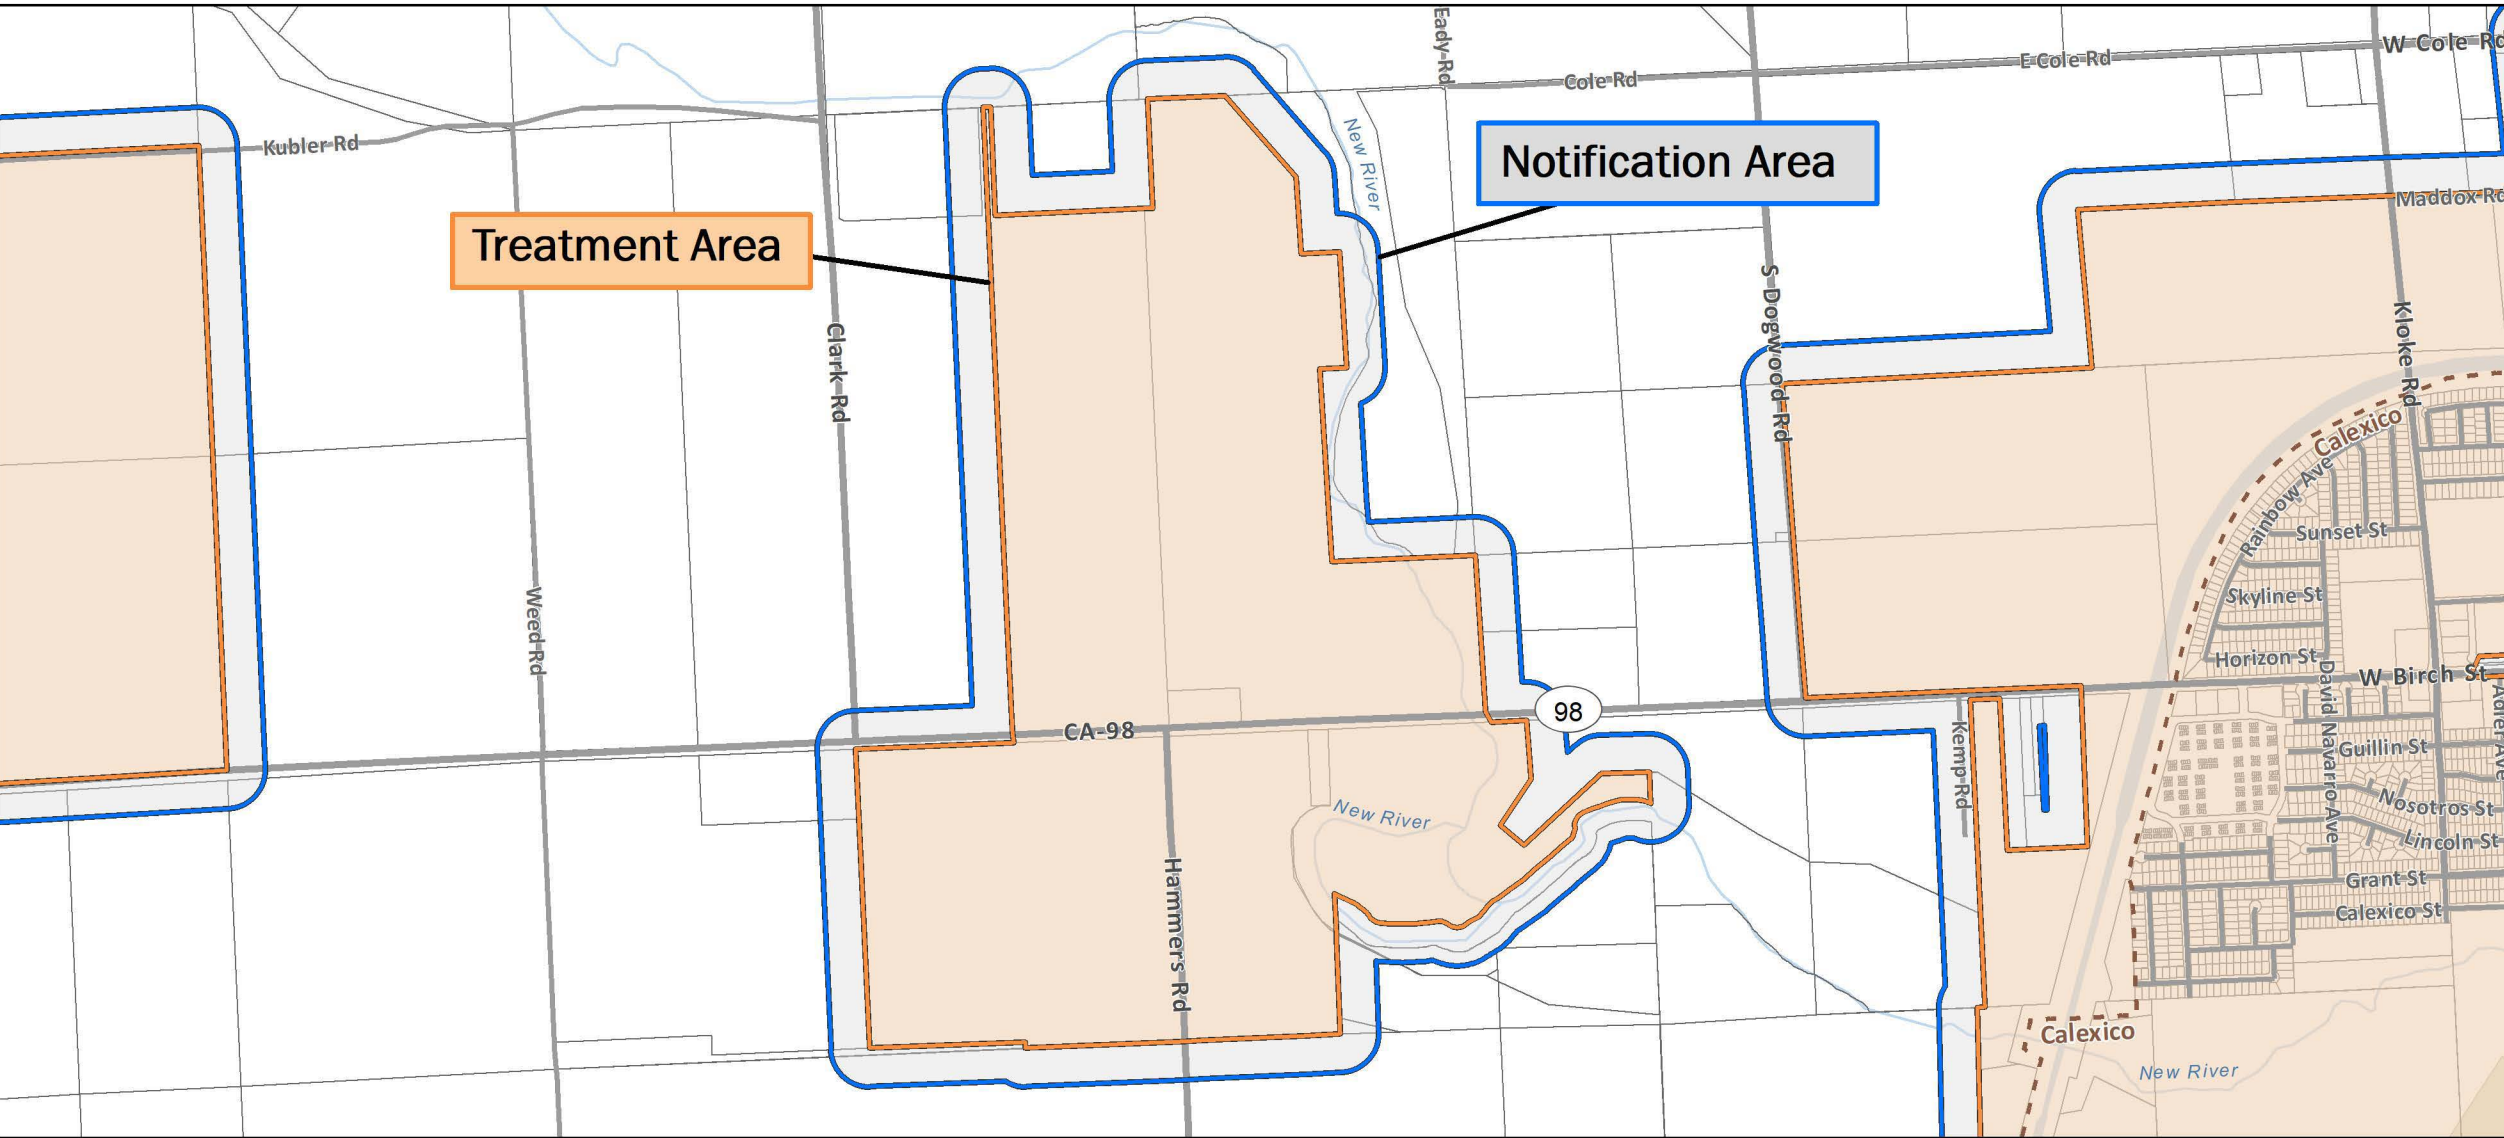 Eady Rd
W Cole Rd
E Cole Rd
Cole Rd
Kubler Rd
New River
Notification Area
Maddox Rd
Treatment Area
S Dogwood Rd
Clark Rd
Kloke Rd
Calexico
Rainbow Ave
Sunset St
Weed Rd
Skyline St
Horizon St
W Birch St
David Navarro Ave
Adler Ave
98
CA-98
Kemp Rd
Guillin St
New River
Nosotros St
Lincoln St
Hammers Rd
Grant St
Calexico St
Calexico
New River